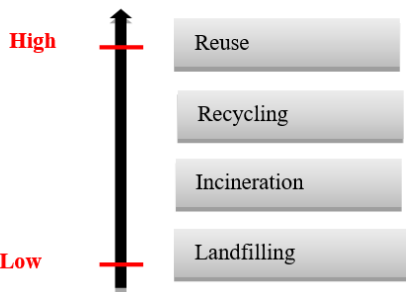 High
Reuse
Recycling
Incineration
Low
Landfilling